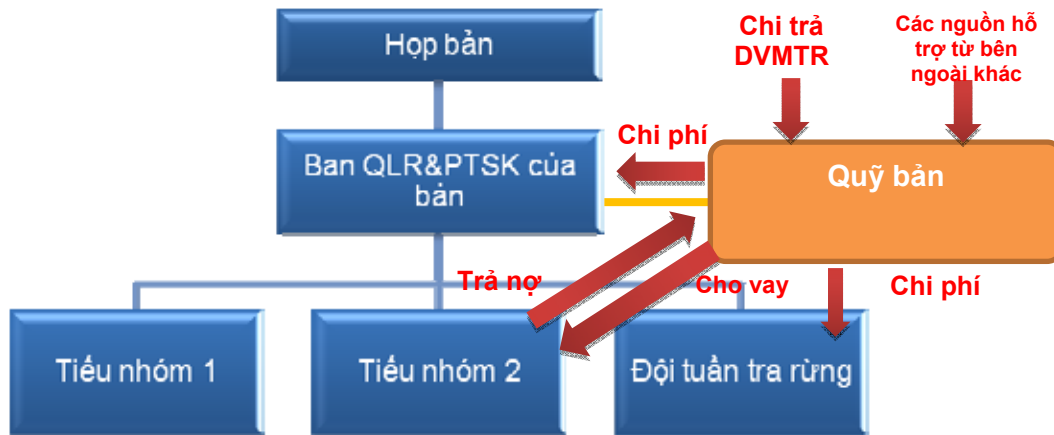 Họp bản
Chi trả
DVMTR
Các nguồn hỗ
trợ từ bên
ngoài khác
Chi phí
Ban QLR&PTSK của
bản
Quỹ bản
Trả nợ
Cho vay
Chi phí
Tiểu nhóm 1
Tiểu nhóm 2
Đội tuần tra rừng